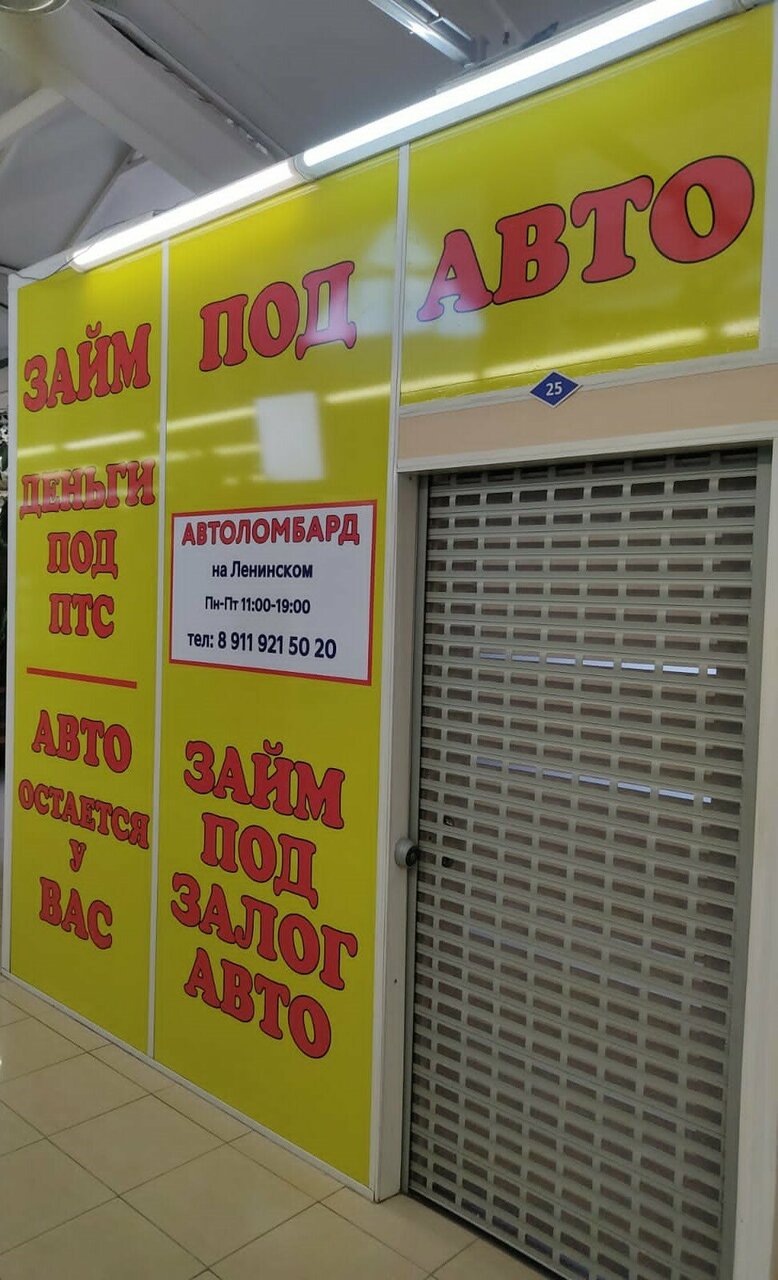 ЗАЙМ ПОД АВТО
25
ДЕНЬГИ
ПОД
ПТС
АВТО
ОСТАЕТСЯ
У
ВАС
АВТОЛОМБАРД
на Ленинском
Пн-Пт 11:00-19:00
тел: 8 911 921 50 20
ЗАЙМ
ПОД
ЗАЛОГ
АВТО